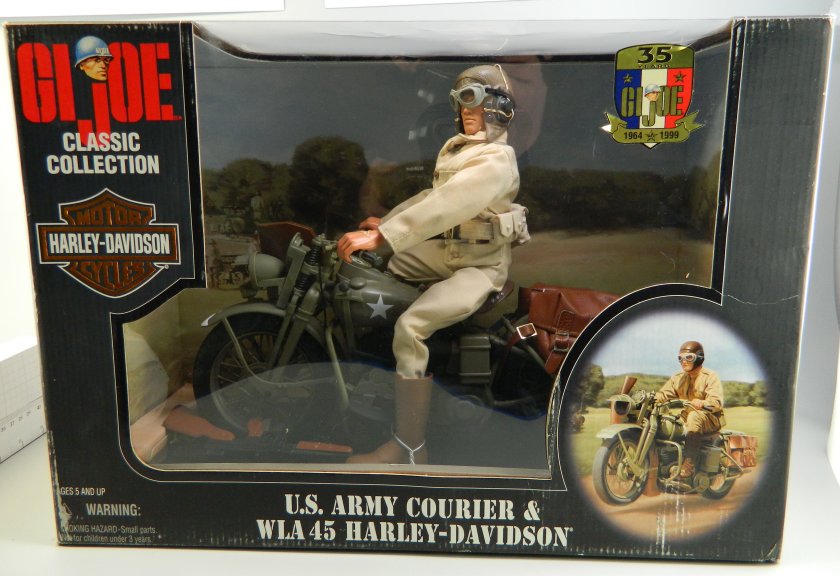 GI JOE
CLASSIC
COLLECTION
MOTOR
HARLEY-DAVIDSON
CYCLES
35
GI JOE
1964 1999
AGES 5 AND UP
WARNING:
CHOKING HAZARD-Small parts.
Not for children under 3 years.
U.S. ARMY COURIER &
WLA 45 HARLEY-DAVIDSON